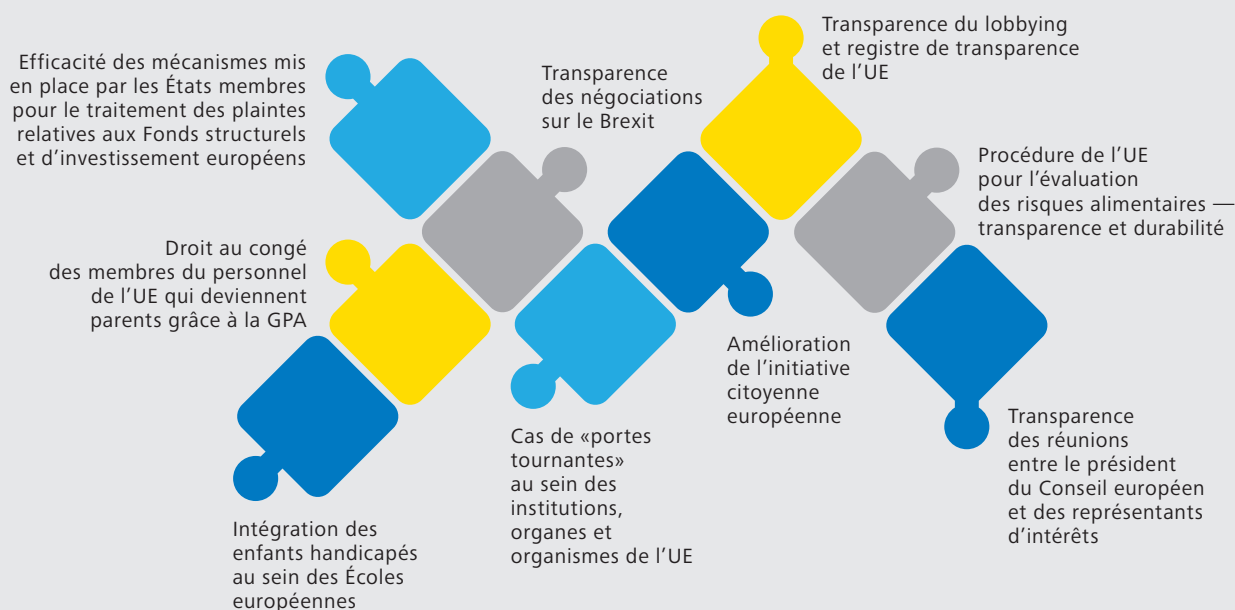 Efficacité des mécanismes mis
en place par les États membres
pour le traitement des plaintes
relatives aux Fonds structurels
et d’investissement européens
Transparence
des négociations
sur le Brexit
Transparence du lobbying
et registre de transparence
de l’UE
Procédure de l’UE
pour l’évaluation
des risques alimentaires —
transparence et durabilité
Droit au congé
des membres du personnel
de l’UE qui deviennent
parents grâce à la GPA
Amélioration
de l’initiative
citoyenne
européenne
Transparence
des réunions
entre le président
du Conseil européen
et des représentants
d’intérêts
Cas de «portes
tournantes»
au sein des
institutions,
organes et
organismes de l’UE
Intégration des
enfants handicapés
au sein des Écoles
européennes